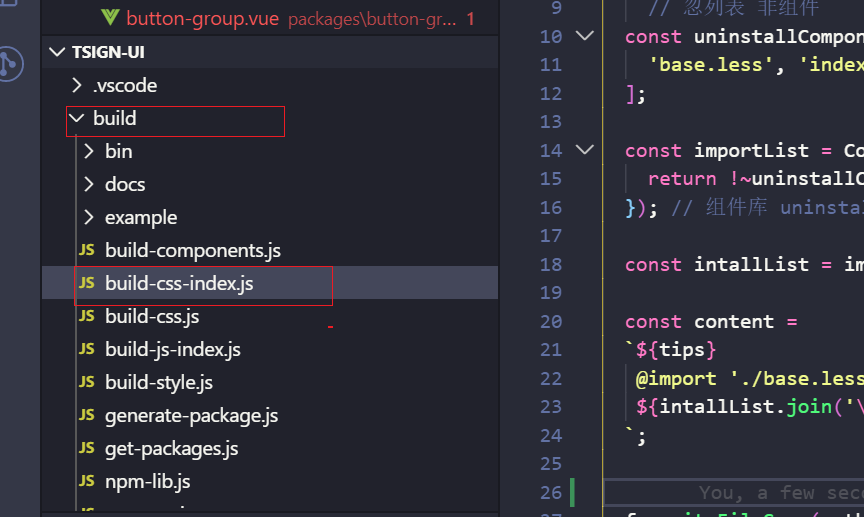 button-group.vue packages\button-gr... 1
TSIGN-UI
.vscode
build
bin
docs
example
JS build-components.js
JS build-css-index.js
JS build-css.js
JS build-js-index.js
JS build-style.js
JS generate-package.js
JS get-packages.js
JS npm-lib.js
9 // 忽列表 非组件
10 const uninstallCompon
11 'base.less', 'index
12 ];
13
14 const importList = Co
15 return !~uninstallC
16 }); // 组件库 uninstal
17
18 const intallList = im
19
20 const content =
21 `${tips}
22 @import './base.less
23 ${intallList.join('\
24 `;
25
26 You, a few seco